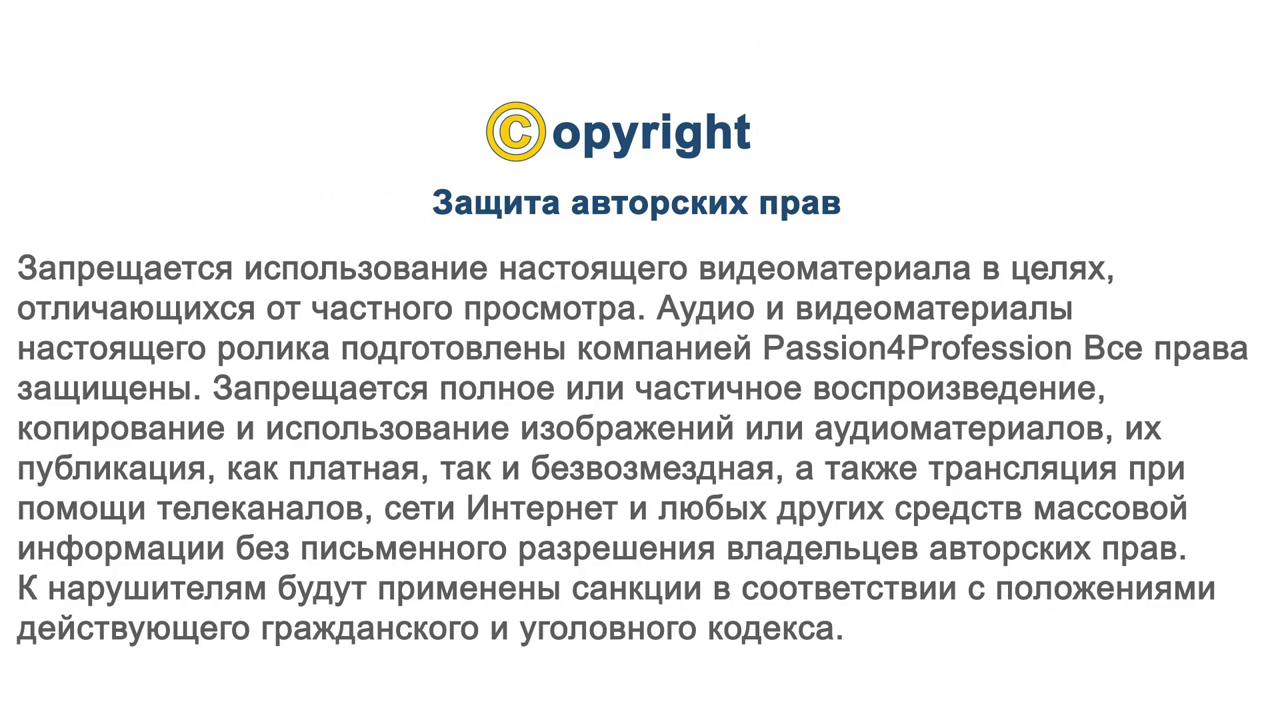 ©opyright
Защита авторских прав
Запрещается использование настоящего видеоматериала в целях,
отличающихся от частного просмотра. Аудио и видеоматериалы
настоящего ролика подготовлены компанией Passion4Profession Все права
защищены. Запрещается полное или частичное воспроизведение,
копирование и использование изображений или аудиоматериалов, их
публикация, как платная, так и безвозмездная, а также трансляция при
помощи телеканалов, сети Интернет и любых других средств массовой
информации без письменного разрешения владельцев авторских прав.
К нарушителям будут применены санкции в соответствии с положениями
действующего гражданского и уголовного кодекса.